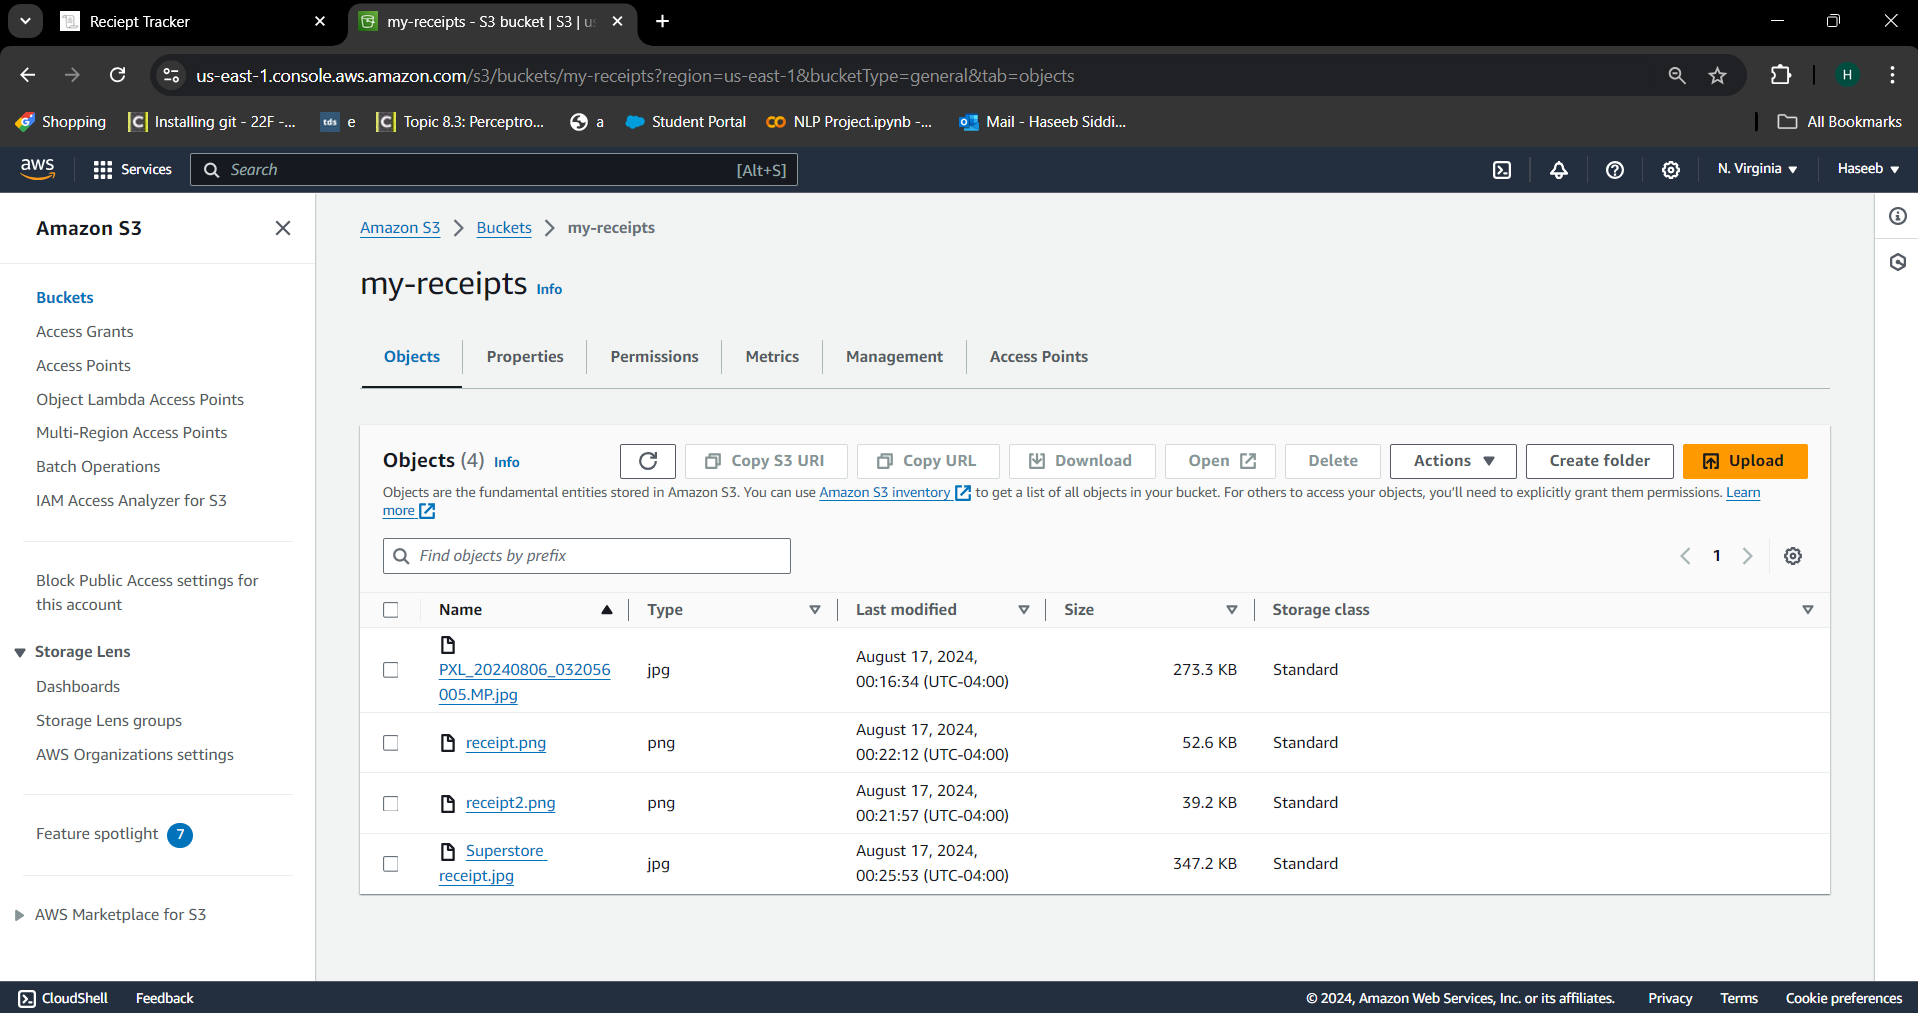 Reciept Tracker
my-receipts - S3 bucket | S3 | us
us-east-1.console.aws.amazon.com/s3/buckets/my-receipts?region=us-east-1&bucketType=general&tab=objects
H
Shopping
Installing git - 22F -...
tds e
Topic 8.3: Perceptro...
a
Student Portal
NLP Project.ipynb -...
Mail - Haseeb Siddi...
All Bookmarks
aws
Services
Search
[Alt+S]
N. Virginia
Haseeb
Amazon S3
Buckets
Access Grants
Access Points
Object Lambda Access Points
Multi-Region Access Points
Batch Operations
IAM Access Analyzer for S3
Block Public Access settings for
this account
Storage Lens
Dashboards
Storage Lens groups
AWS Organizations settings
Feature spotlight 7
AWS Marketplace for S3
Amazon S3 > Buckets > my-receipts
my-receipts Info
Objects Properties Permissions Metrics Management Access Points
Objects (4) Info
Copy S3 URI Copy URL Download Open Delete Actions Create folder Upload
Objects are the fundamental entities stored in Amazon S3. You can use Amazon S3 inventory to get a list of all objects in your bucket. For others to access your objects, you'll need to explicitly grant them permissions. Learn
more
Find objects by prefix
1
Name Type Last modified Size Storage class
PXL_20240806_032056
005.MP.jpg
jpg
August 17, 2024,
00:16:34 (UTC-04:00)
273.3 KB
Standard
receipt.png
png
August 17, 2024,
00:22:12 (UTC-04:00)
52.6 KB
Standard
receipt2.png
png
August 17, 2024,
00:21:57 (UTC-04:00)
39.2 KB
Standard
Superstore
receipt.jpg
jpg
August 17, 2024,
00:25:53 (UTC-04:00)
347.2 KB
Standard
CloudShell Feedback
© 2024, Amazon Web Services, Inc. or its affiliates. Privacy Terms Cookie preferences